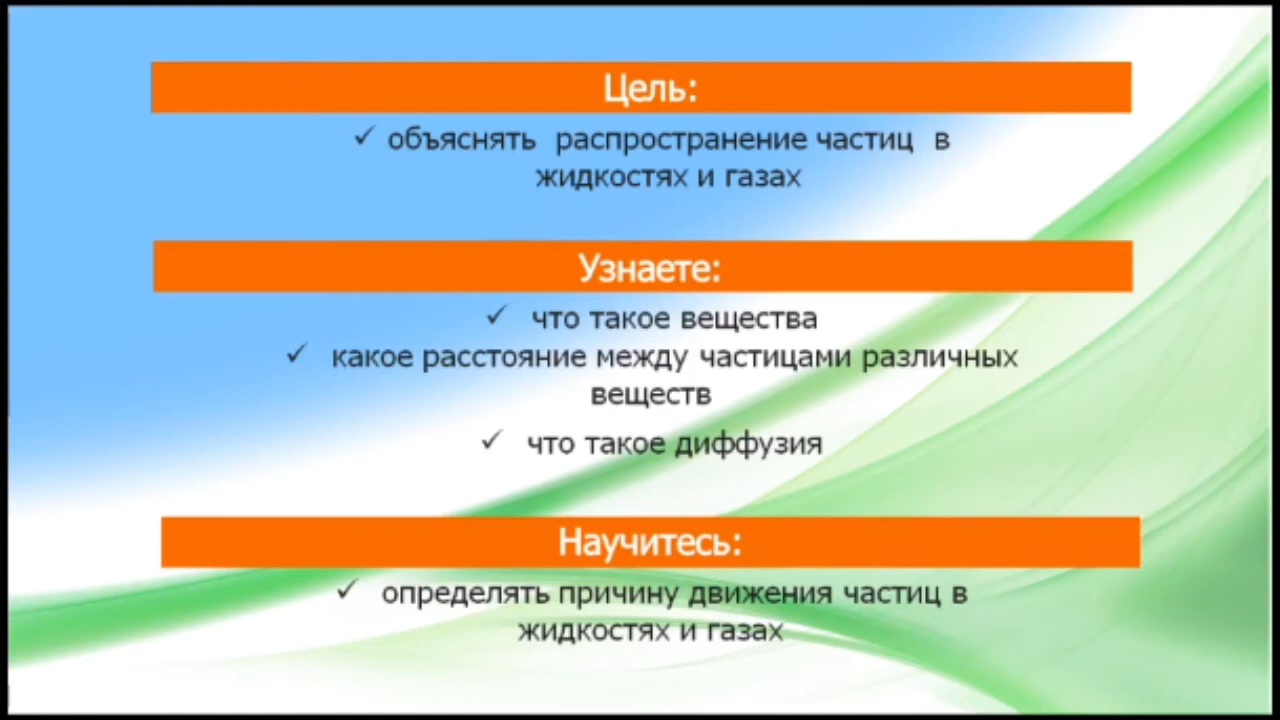 Цель:
✓ объяснять распространение частиц в
жидкостях и газах
Узнаете:
✓ что такое вещества
✓ какое расстояние между частицами различных
веществ
✓ что такое диффузия
Научитесь:
✓ определять причину движения частиц в
жидкостях и газах